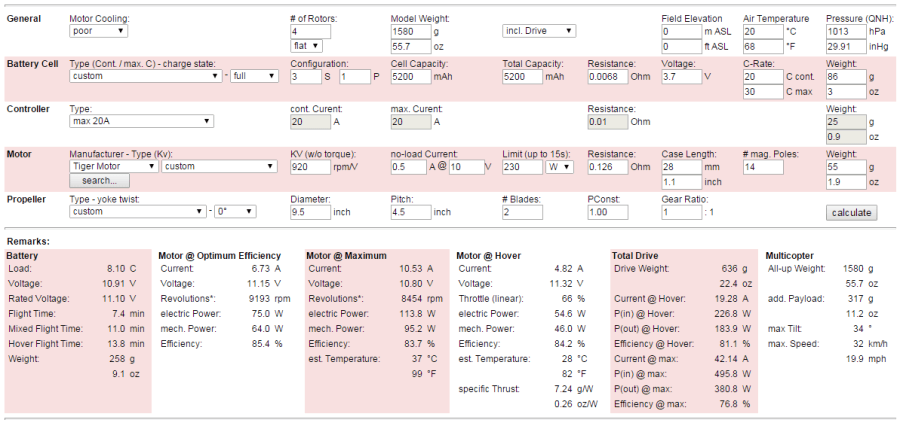 General Motor Cooling: # of Rotors: Model Weight: Field Elevation Air Temperature Pressure (QNH):
poor 4 1580 g incl. Drive 0 m ASL 20 °C 1013 hPa
flat 55.7 oz 0 ft ASL 68 °F 29.91 inHg
Battery Cell Type (Cont. / max. C) - charge state: Configuration: Cell Capacity: Total Capacity: Resistance: Voltage: C-Rate: Weight:
custom - full 3 S 1 P 5200 mAh 5200 mAh 0.0068 Ohm 3.7 V 20 C cont. 86 g
30 C max 3 oz
Controller Type: cont. Curent: max. Curent: Resistance: Weight:
max 20A 20 A 20 A 0.01 Ohm 25 g
0.9 oz
Motor Manufacturer - Type (Kv): KV (w/o torque): no-load Current: Limit (up to 15s): Resistance: Case Length: # mag. Poles: Weight:
Tiger Motor custom 920 rpm/V 0.5 A @ 10 V 230 W 0.126 Ohm 28 mm 14 55 g
search... 1.1 inch 1.9 oz
Propeller Type - yoke twist: Diameter: Pitch: # Blades: PConst: Gear Ratio:
custom - 0° 9.5 inch 4.5 inch 2 1.00 1 : 1 calculate
Remarks:
Battery Motor @ Optimum Efficiency Motor @ Maximum Motor @ Hover Total Drive Multicopter
Load: 8.10 C Current: 6.73 A Current: 10.53 A Current: 4.82 A Drive Weight: 636 g All-up Weight: 1580 g
Voltage: 10.91 V Voltage: 11.15 V Voltage: 10.80 V Voltage: 11.32 V 22.4 oz 55.7 oz
Rated Voltage: 11.10 V Revolutions*: 9193 rpm Revolutions*: 8454 rpm Throttle (linear): 66 % Current @ Hover: 19.28 A add. Payload: 317 g
Flight Time: 7.4 min electric Power: 75.0 W electric Power: 113.8 W electric Power: 54.6 W P(in) @ Hover: 226.8 W 11.2 oz
Mixed Flight Time: 11.0 min mech. Power: 64.0 W mech. Power: 95.2 W mech. Power: 46.0 W P(out) @ Hover: 183.9 W max Tilt: 34 °
Hover Flight Time: 13.8 min Efficiency: 85.4 % Efficiency: 83.7 % Efficiency: 84.2 % Efficiency @ Hover: 81.1 % max. Speed: 32 km/h
Weight: 258 g est. Temperature: 37 °C est. Temperature: 28 °C Current @ max: 42.14 A 19.9 mph
9.1 oz 99 °F 82 °F P(in) @ max: 495.8 W
specific Thrust: 7.24 g/W P(out) @ max: 380.8 W
0.26 oz/W Efficiency @ max: 76.8 %